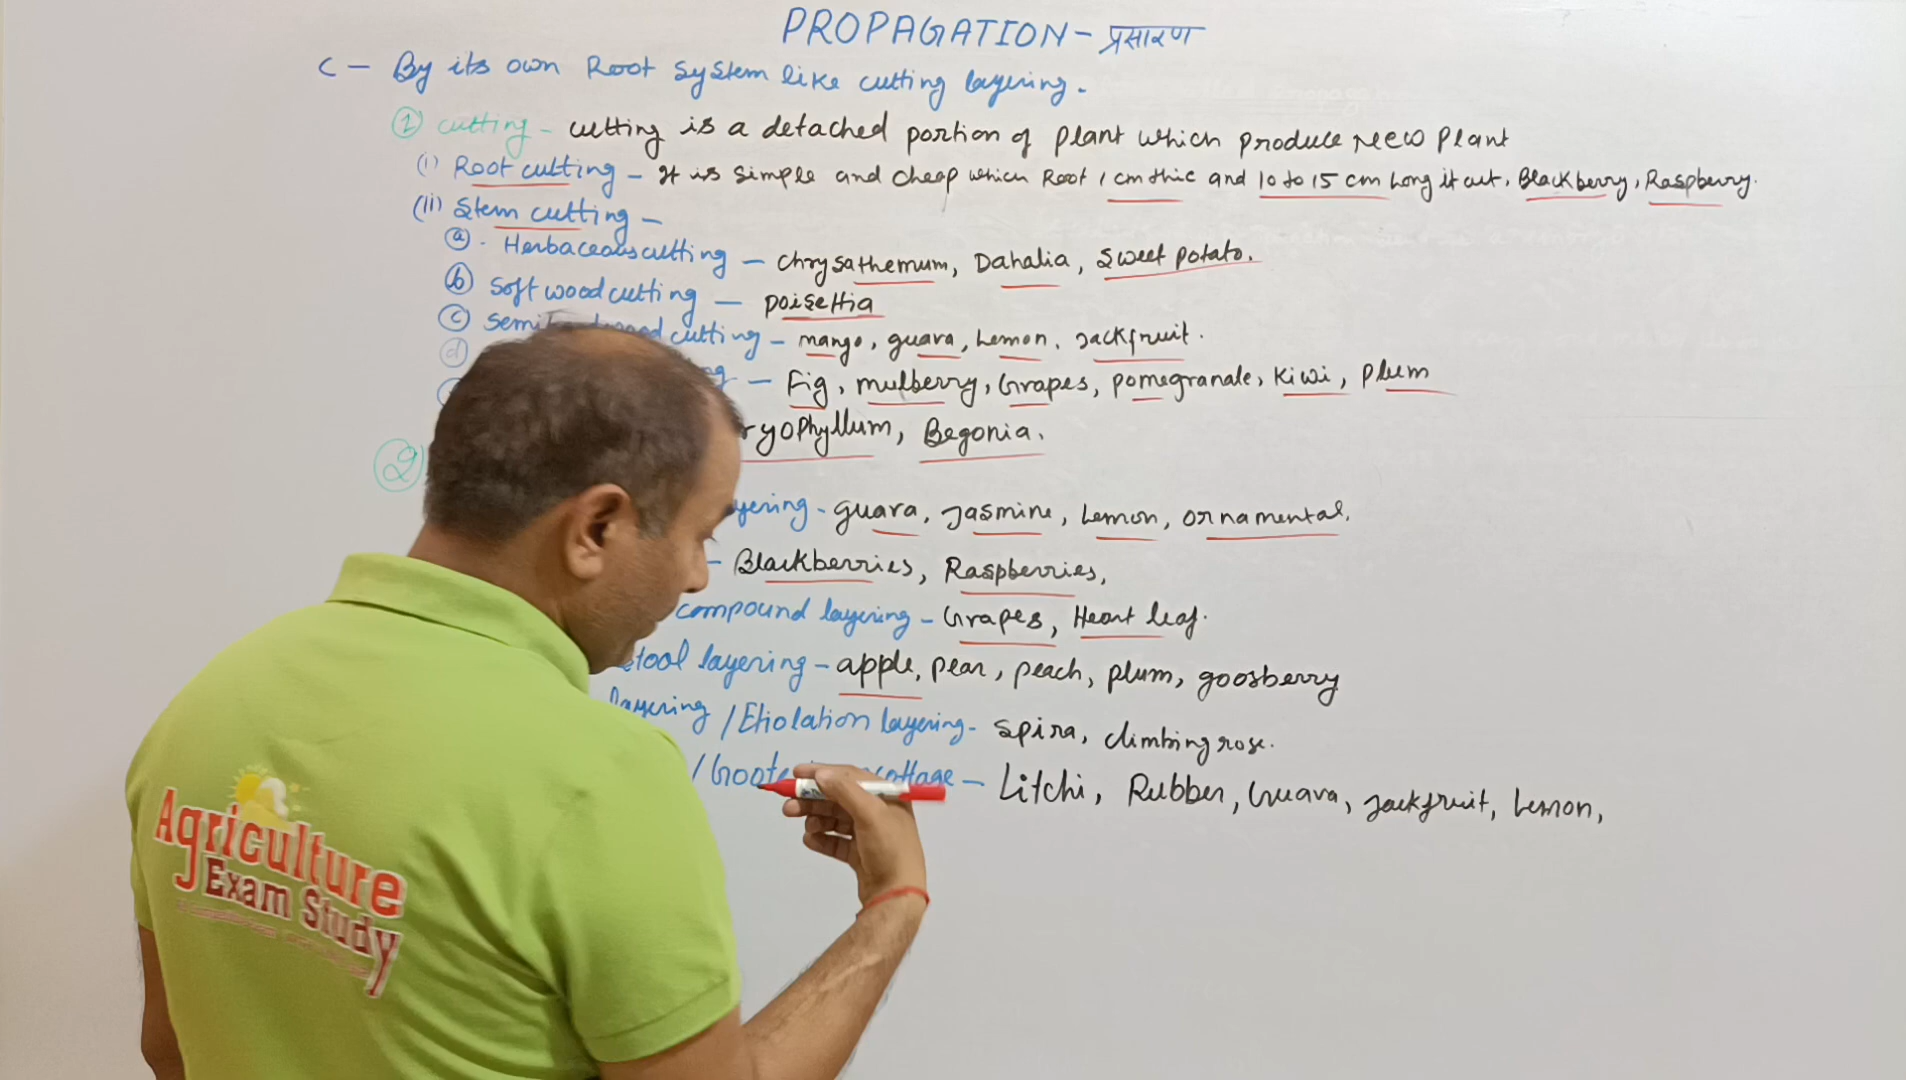 PROPAGATION - प्रसारण
C - By its own Root system like cutting layering.
① cutting - cutting is a detached portion of plant which produce new plant
(i) Root cutting - It is simple and cheap which Root 1 cm thic and 10 to 15 cm Long it cut, Blackberry, Raspberry.
(ii) Stem cutting -
ⓐ Herbaceous cutting - chrysathemum, Dahalia, Sweet potato.
ⓑ Soft wood cutting - poisettia
ⓒ Semi wood cutting - mango, guava, Lemon, Jackfruit.
ⓓ - Fig, mulberry, Grapes, pomegranate, Kiwi, plum
ryophyllum, Begonia.
②
yering - guava, Jasmine, Lemon, ornamental,
- Blackberries, Raspberries,
compound layering - Grapes, Heart leaf.
tool layering - apple, pear, peach, plum, goosberry
layering / Etiolation layering - spira, climbing rose.
/ Goote cottage - Litchi, Rubber, Guava, Jackfruit, Lemon,
Agriculture
Exam Study